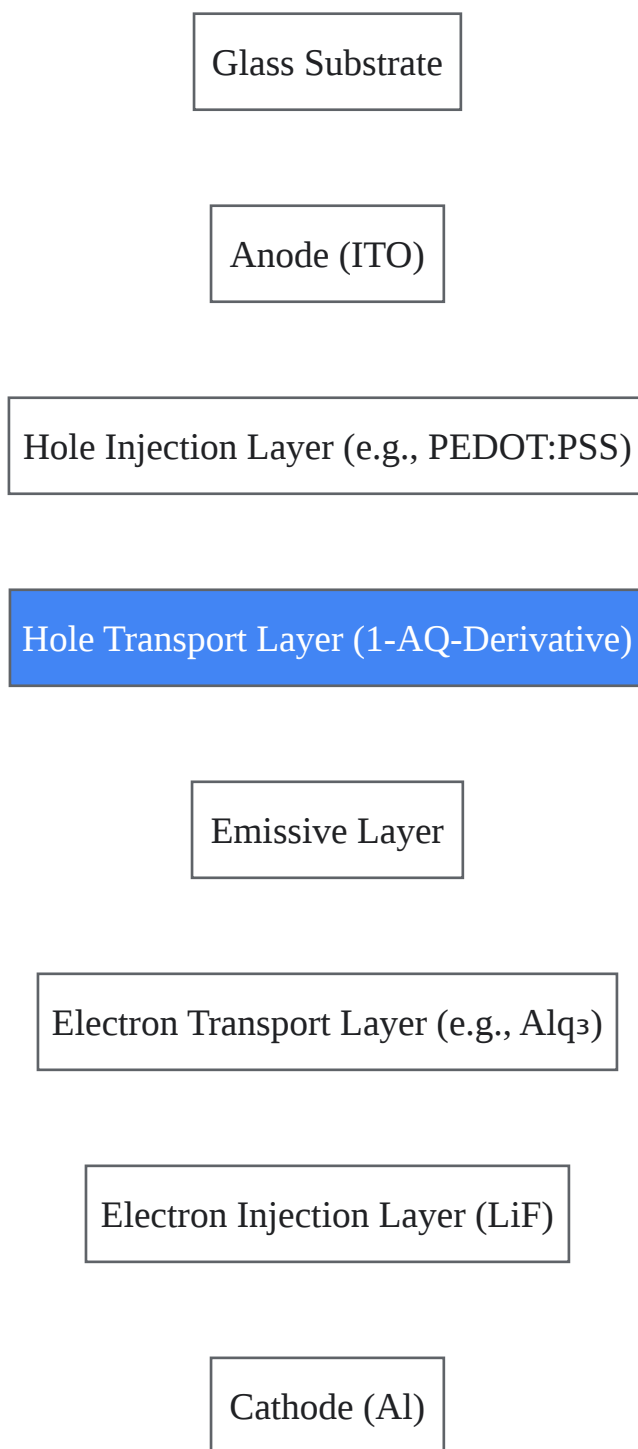 Glass Substrate
Anode (ITO)
Hole Injection Layer (e.g., PEDOT:PSS)
Hole Transport Layer (1-AQ-Derivative)
Emissive Layer
Electron Transport Layer (e.g., Alq₃)
Electron Injection Layer (LiF)
Cathode (Al)